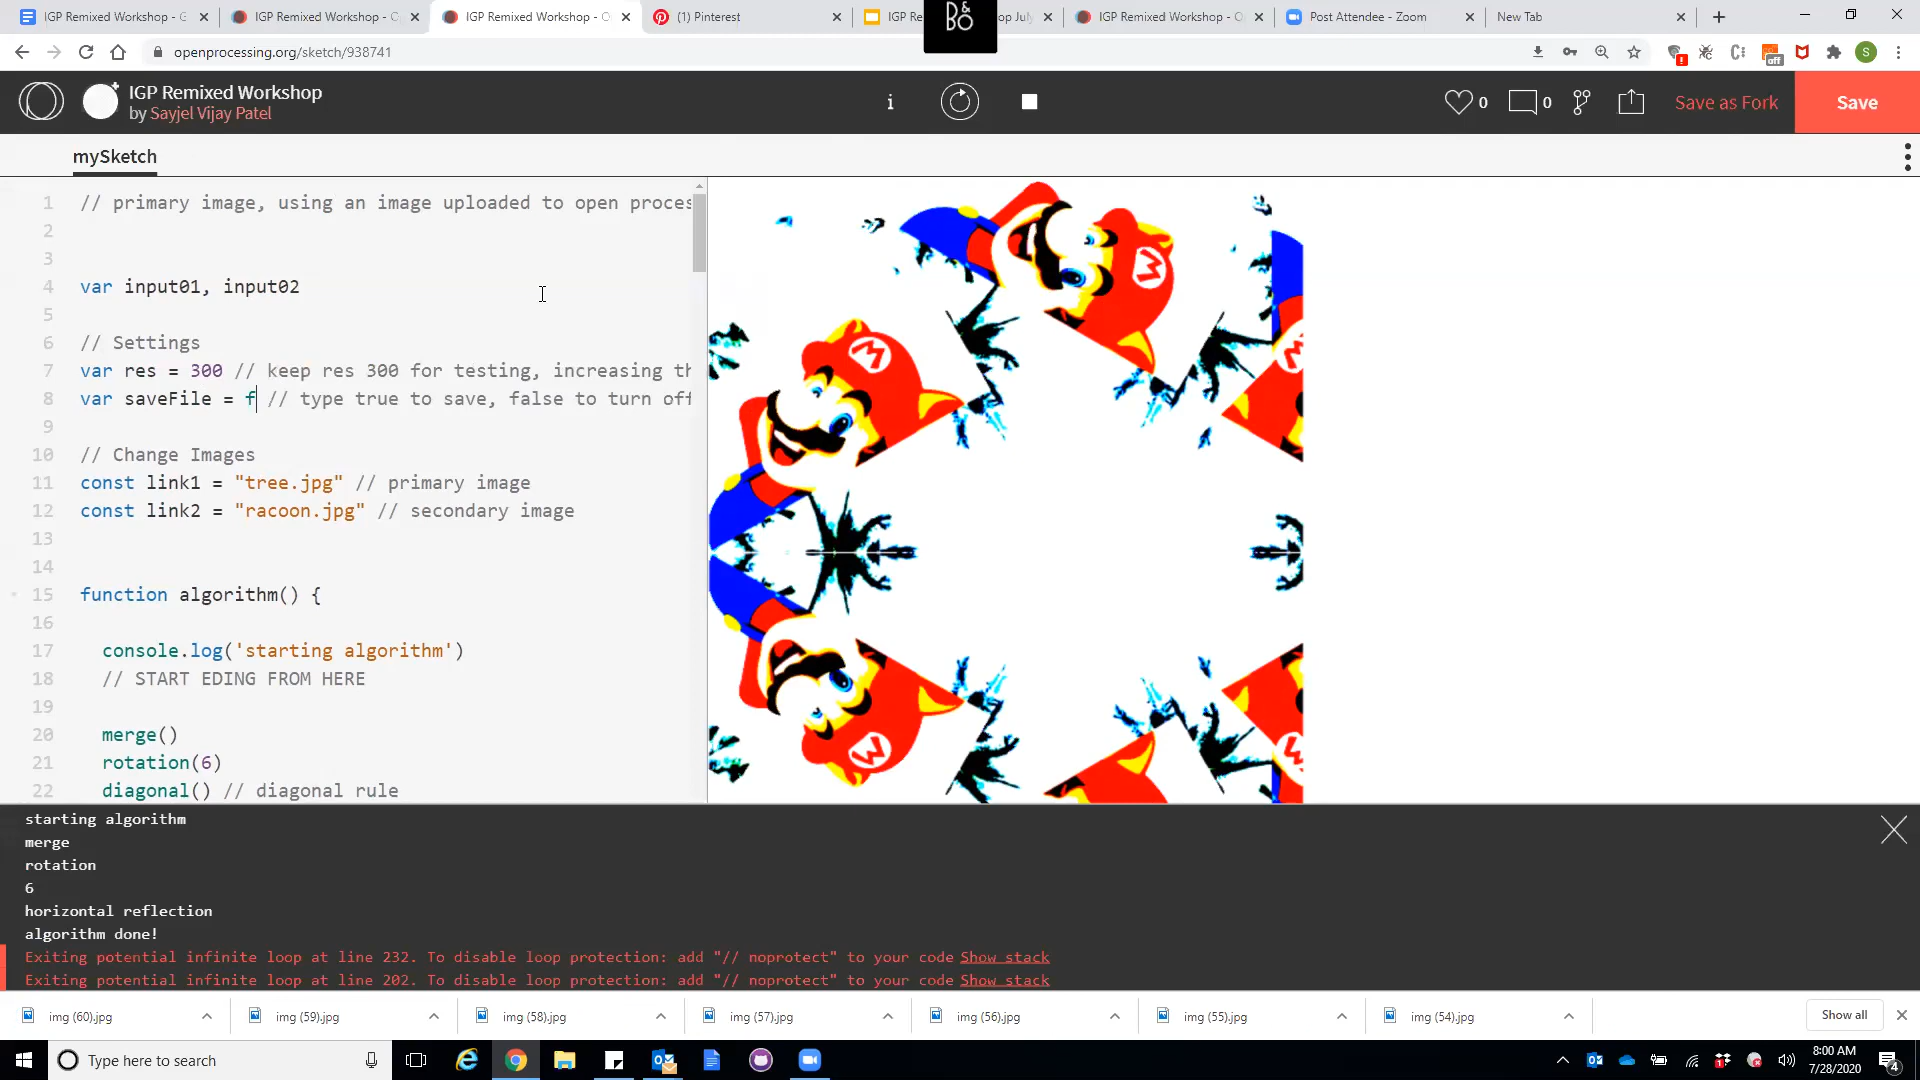 IGP Remixed Workshop - G
IGP Remixed Workshop - O
IGP Remixed Workshop - O
(1) Pinterest
IGP Re
op July
IGP Remixed Workshop - O
Post Attendee - Zoom
New Tab
B&
BO
openprocessing.org/sketch/938741
off
S
IGP Remixed Workshop
by Sayjel Vijay Patel
i
0
0
Save as Fork
Save
mySketch
1 // primary image, using an image uploaded to open proces
2
3
4 var input01, input02
5
6 // Settings
7 var res = 300 // keep res 300 for testing, increasing th
8 var saveFile = f // type true to save, false to turn off
9
10 // Change Images
11 const link1 = "tree.jpg" // primary image
12 const link2 = "racoon.jpg" // secondary image
13
14
15 function algorithm() {
16
17 console.log('starting algorithm')
18 // START EDING FROM HERE
19
20 merge()
21 rotation(6)
22 diagonal() // diagonal rule
M
M
starting algorithm
merge
rotation
6
horizontal reflection
algorithm done!
Exiting potential infinite loop at line 232. To disable loop protection: add "// noprotect" to your code Show stack
Exiting potential infinite loop at line 202. To disable loop protection: add "// noprotect" to your code Show stack
img (60).jpg
img (59).jpg
img (58).jpg
img (57).jpg
img (56).jpg
img (55).jpg
img (54).jpg
Show all
Type here to search
8:00 AM
7/28/2020
4